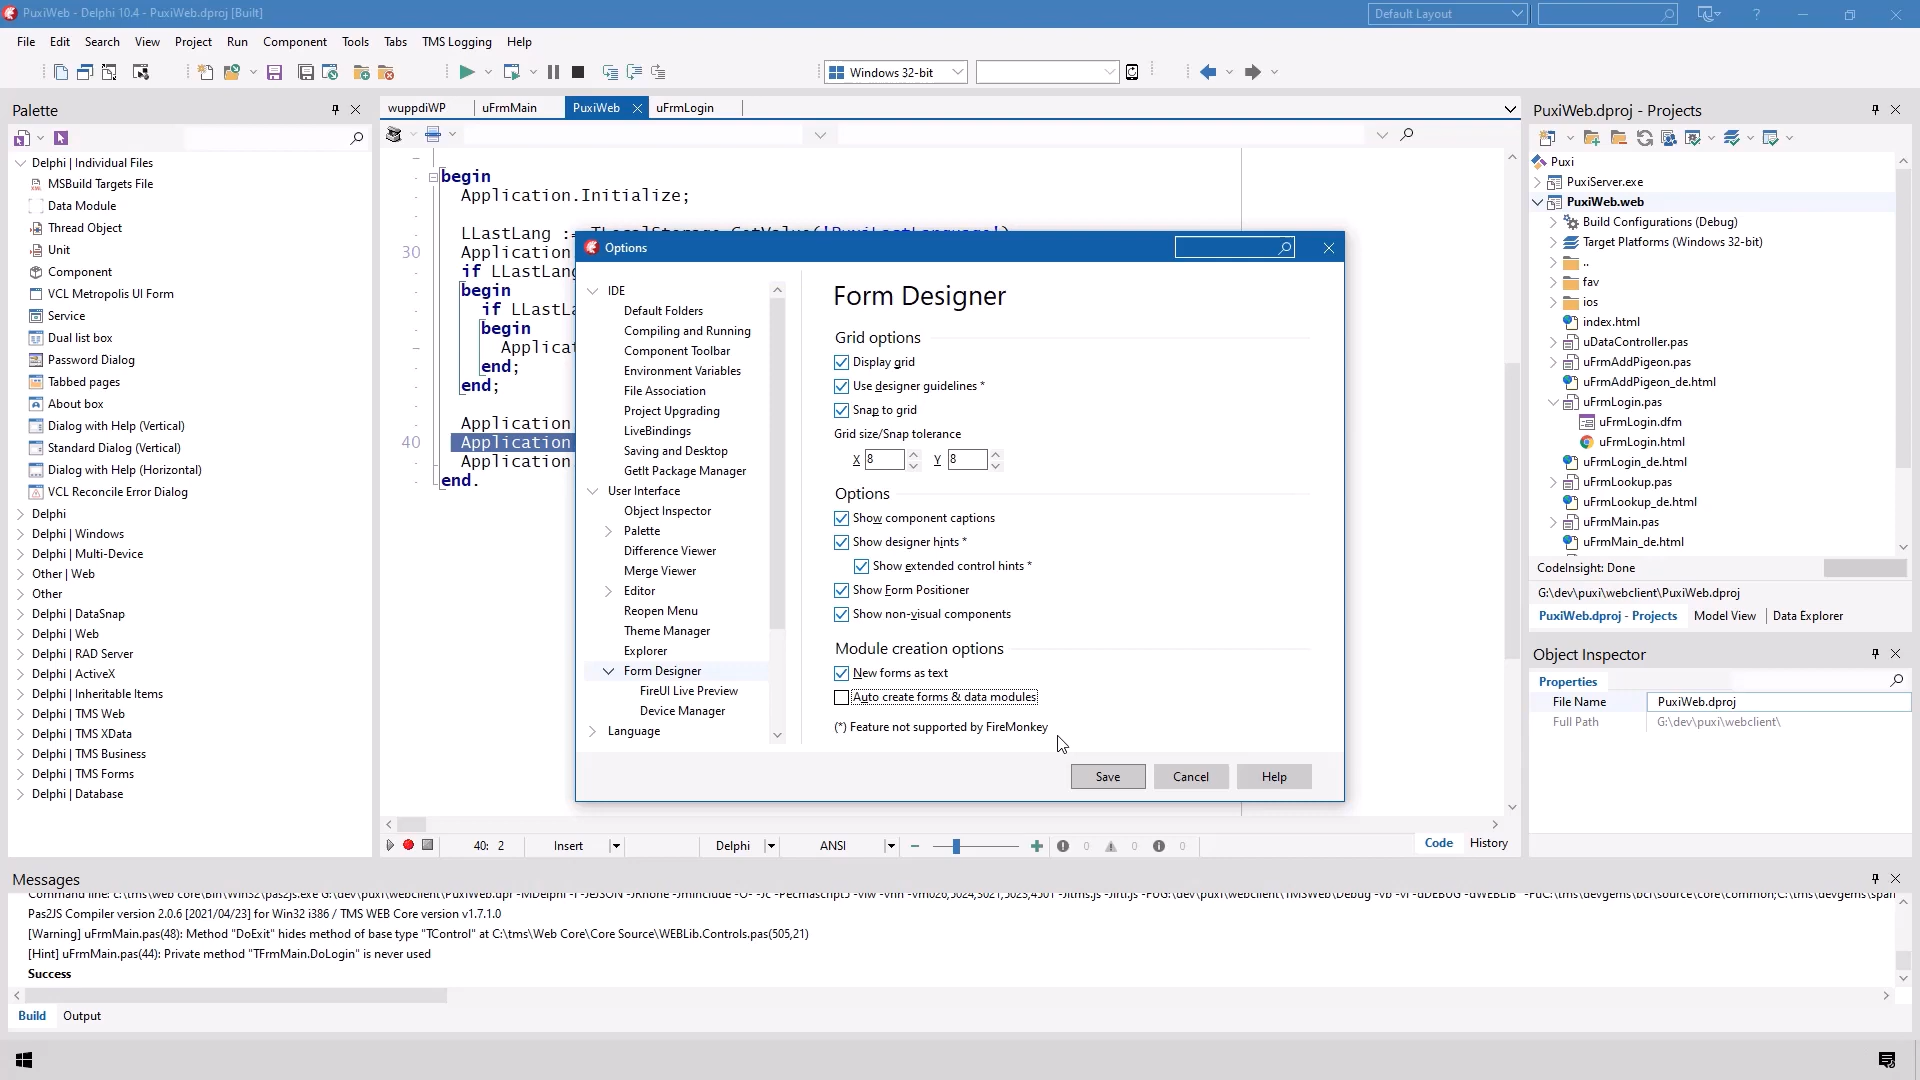 PuxiWeb - Delphi 10.4 - PuxiWeb.dproj [Built]
Default Layout
File Edit Search View Project Run Component Tools Tabs TMS Logging Help
Windows 32-bit
Palette
Delphi | Individual Files
MSBuild Targets File
Data Module
Thread Object
Unit
Component
VCL Metropolis UI Form
Service
Dual list box
Password Dialog
Tabbed pages
About box
Dialog with Help (Vertical)
Standard Dialog (Vertical)
Dialog with Help (Horizontal)
VCL Reconcile Error Dialog
Delphi
Delphi | Windows
Delphi | Multi-Device
Other | Web
Other
Delphi | DataSnap
Delphi | Web
Delphi | RAD Server
Delphi | ActiveX
Delphi | Inheritable Items
Delphi | TMS Web
Delphi | TMS XData
Delphi | TMS Business
Delphi | TMS Forms
Delphi | Database
wuppdiWP uFrmMain PuxiWeb uFrmLogin
begin
Application.Initialize;
LLastLang :=
30 Application
if LLastLang
begin
if LLastLa
begin
Applicat
end;
end;
Application
40 Application
Application
end.
Options
IDE
Default Folders
Compiling and Running
Component Toolbar
Environment Variables
File Association
Project Upgrading
LiveBindings
Saving and Desktop
GetIt Package Manager
User Interface
Object Inspector
Palette
Difference Viewer
Merge Viewer
Editor
Reopen Menu
Theme Manager
Explorer
Form Designer
FireUI Live Preview
Device Manager
Language
Form Designer
Grid options
Display grid
Use designer guidelines *
Snap to grid
Grid size/Snap tolerance
X 8 Y 8
Options
Show component captions
Show designer hints *
Show extended control hints *
Show Form Positioner
Show non-visual components
Module creation options
New forms as text
Auto create forms & data modules
(*) Feature not supported by FireMonkey
Save Cancel Help
40: 2 Insert Delphi ANSI 0 0 0
Code History
PuxiWeb.dproj - Projects
Puxi
PuxiServer.exe
PuxiWeb.web
Build Configurations (Debug)
Target Platforms (Windows 32-bit)
..
fav
ios
index.html
uDataController.pas
uFrmAddPigeon.pas
uFrmAddPigeon_de.html
uFrmLogin.pas
uFrmLogin.dfm
uFrmLogin.html
uFrmLogin_de.html
uFrmLookup.pas
uFrmLookup_de.html
uFrmMain.pas
uFrmMain_de.html
CodeInsight: Done
G:\dev\puxi\webclient\PuxiWeb.dproj
PuxiWeb.dproj - Projects Model View Data Explorer
Object Inspector
Properties
File Name PuxiWeb.dproj
Full Path G:\dev\puxi\webclient\
Messages
Pas2JS Compiler version 2.0.6 [2021/04/23] for Win32 i386 / TMS WEB Core version v1.7.1.0
[Warning] uFrmMain.pas(48): Method "DoExit" hides method of base type "TControl" at C:\tms\Web Core\Core Source\WEBLib.Controls.pas(505,21)
[Hint] uFrmMain.pas(44): Private method "TFrmMain.DoLogin" is never used
Success
Build Output